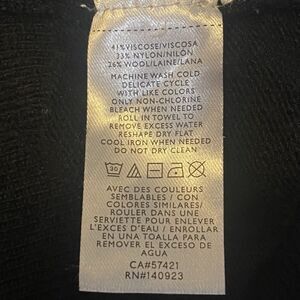 41%VISCOSE/VISCOSA
33% NYLON/NILÓN
26% WOOL/LAINE/LANA
MACHINE WASH COLD
DELICATE CYCLE
WITH LIKE COLORS
ONLY NON-CHLORINE
BLEACH WHEN NEEDED
ROLL IN TOWEL TO
REMOVE EXCESS WATER
RESHAPE DRY FLAT
COOL IRON WHEN NEEDED
DO NOT DRY CLEAN
30
AVEC DES COULEURS
SEMBLABLES / CON
COLORES SIMILARES/
ROULER DANS UNE
SERVIETTE POUR ENLEVER
L'EXCES D'EAU / ENROLLAR
EN UNA TOALLA PARA
REMOVER EL EXCESO DE
AGUA
CA#57421
RN#140923